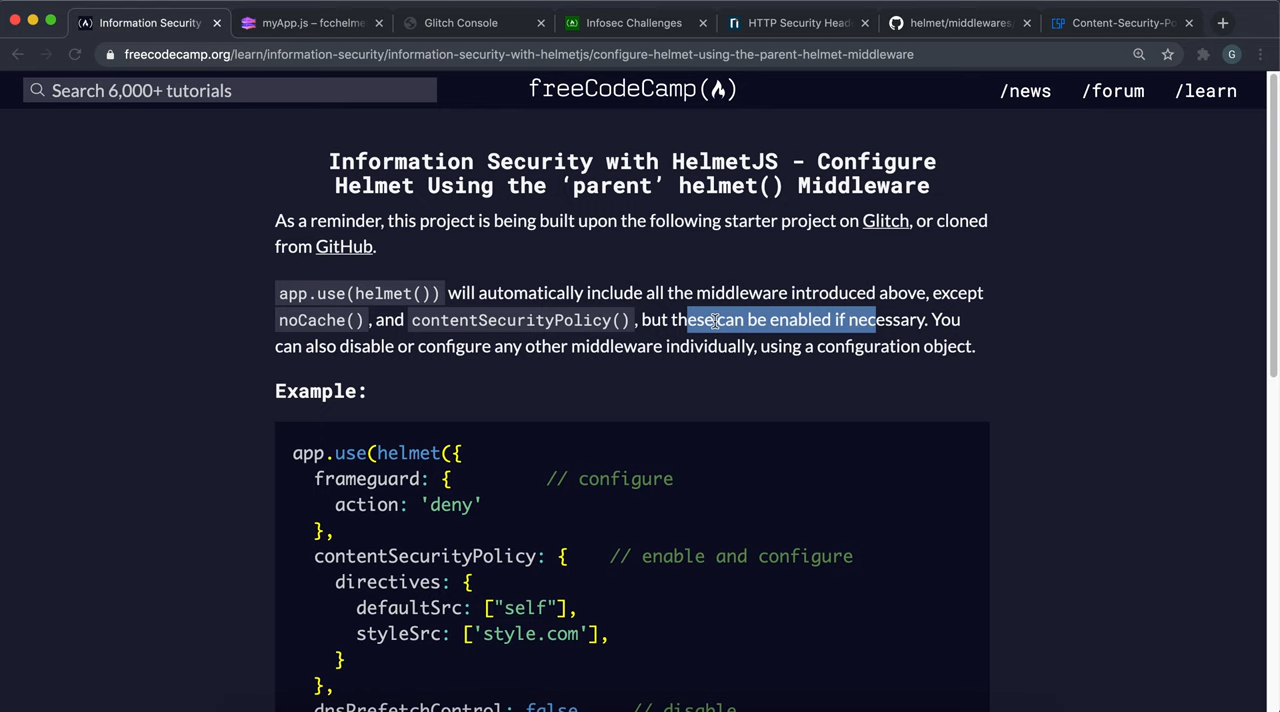 Information Security
myApp.js – fcchelme
Glitch Console
Infosec Challenges
HTTP Security Head
helmet/middlewares
Content-Security-Po
freecodecamp.org/learn/information-security/information-security-with-helmetjs/configure-helmet-using-the-parent-helmet-middleware
G
Search 6,000+ tutorials
freeCodeCamp
/news
/forum
/learn
Information Security with HelmetJS - Configure
Helmet Using the ‘parent’ helmet() Middleware
As a reminder, this project is being built upon the following starter project on Glitch, or cloned
from GitHub.
app.use(helmet()) will automatically include all the middleware introduced above, except
noCache(), and contentSecurityPolicy(), but these can be enabled if necessary. You
can also disable or configure any other middleware individually, using a configuration object.
Example:
app.use(helmet({
frameguard: { // configure
action: 'deny'
},
contentSecurityPolicy: { // enable and configure
directives: {
defaultSrc: ["self"],
styleSrc: ['style.com'],
}
},
dnsPrefetchControl: false // disable